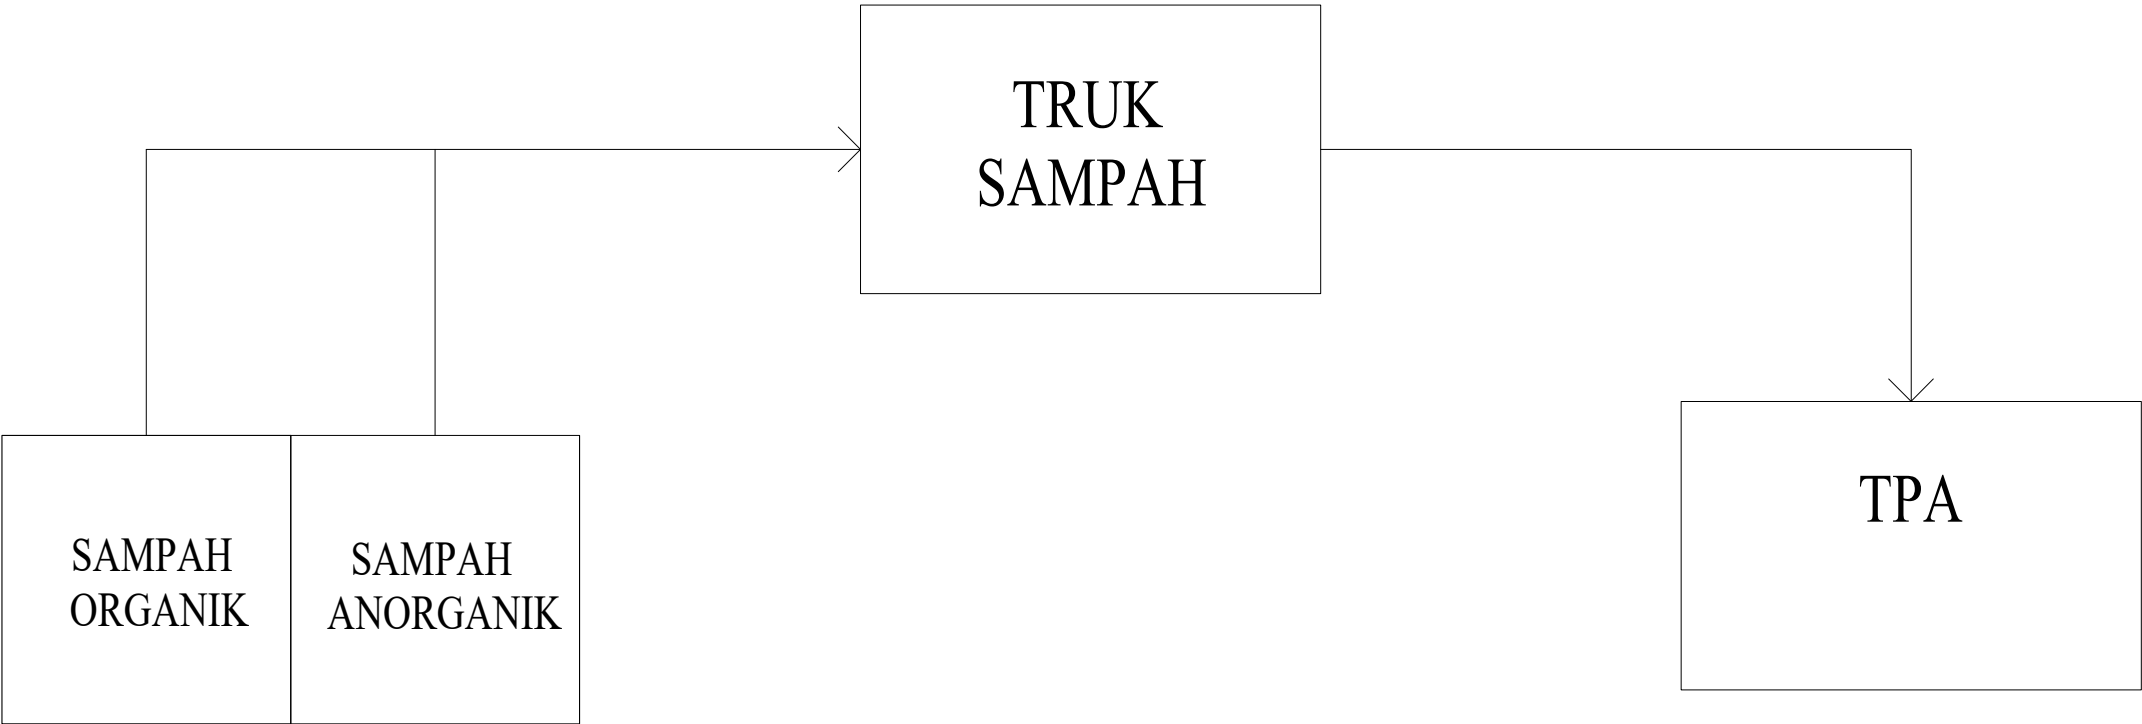 TRUK
SAMPAH
SAMPAH
ORGANIK
SAMPAH
ANORGANIK
TPA